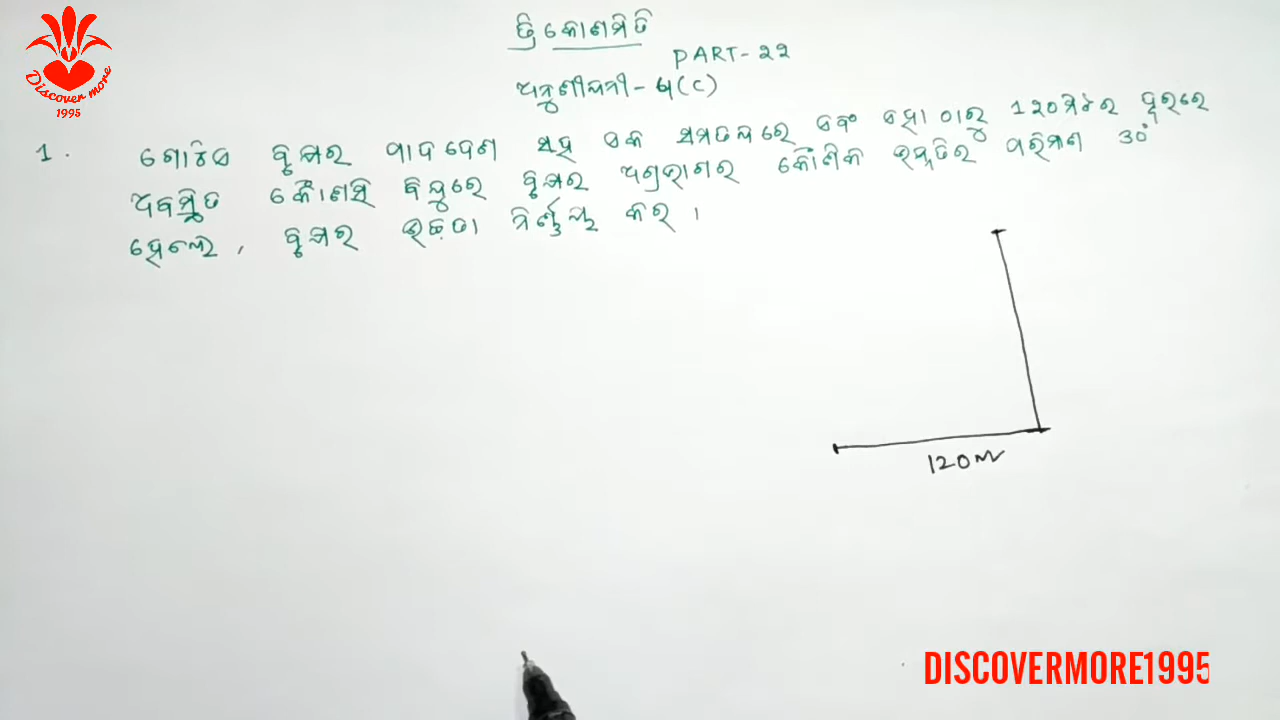 Discover more
1995
ତ୍ରିକୋଣମିତି
PART-22
ଅନୁଶୀଳନୀ-4(C)
1. ଗୋଟିଏ ବୃକ୍ଷର ପାଦଦେଶ ସହ ଏକ ସମତଳରେ ଏବଂ ଏହା ଠାରୁ 120ମିଟର ଦୂରରେ
ଅବସ୍ଥିତ କୌଣସି ବିନ୍ଦୁରେ ବୃକ୍ଷର ଅଗ୍ରଭାଗର କୌଣିକ ଉନ୍ନତିର ପରିମାଣ 30°
ହେଲେ, ବୃକ୍ଷର ଉଚ୍ଚତା ନିର୍ଣ୍ଣୟ କର ।
120m
DISCOVERMORE1995